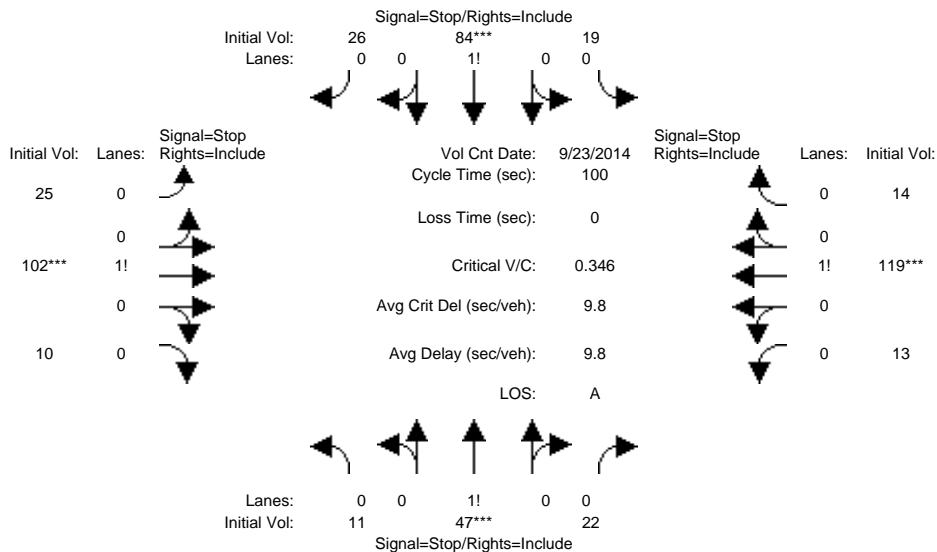 Signal=Stop/Rights=Include
Initial Vol: 26 84*** 19
Lanes: 0 0 1! 0 0
Signal=Stop Signal=Stop
Initial Vol: Lanes: Rights=Include Vol Cnt Date: 9/23/2014 Rights=Include Lanes: Initial Vol:
Cycle Time (sec): 100
25 0 0 14
Loss Time (sec): 0
0 0
102*** 1! Critical V/C: 0.346 1! 119***
0 Avg Crit Del (sec/veh): 9.8 0
10 0 Avg Delay (sec/veh): 9.8 0 13
LOS: A
Lanes: 0 0 1! 0 0
Initial Vol: 11 47*** 22
Signal=Stop/Rights=Include